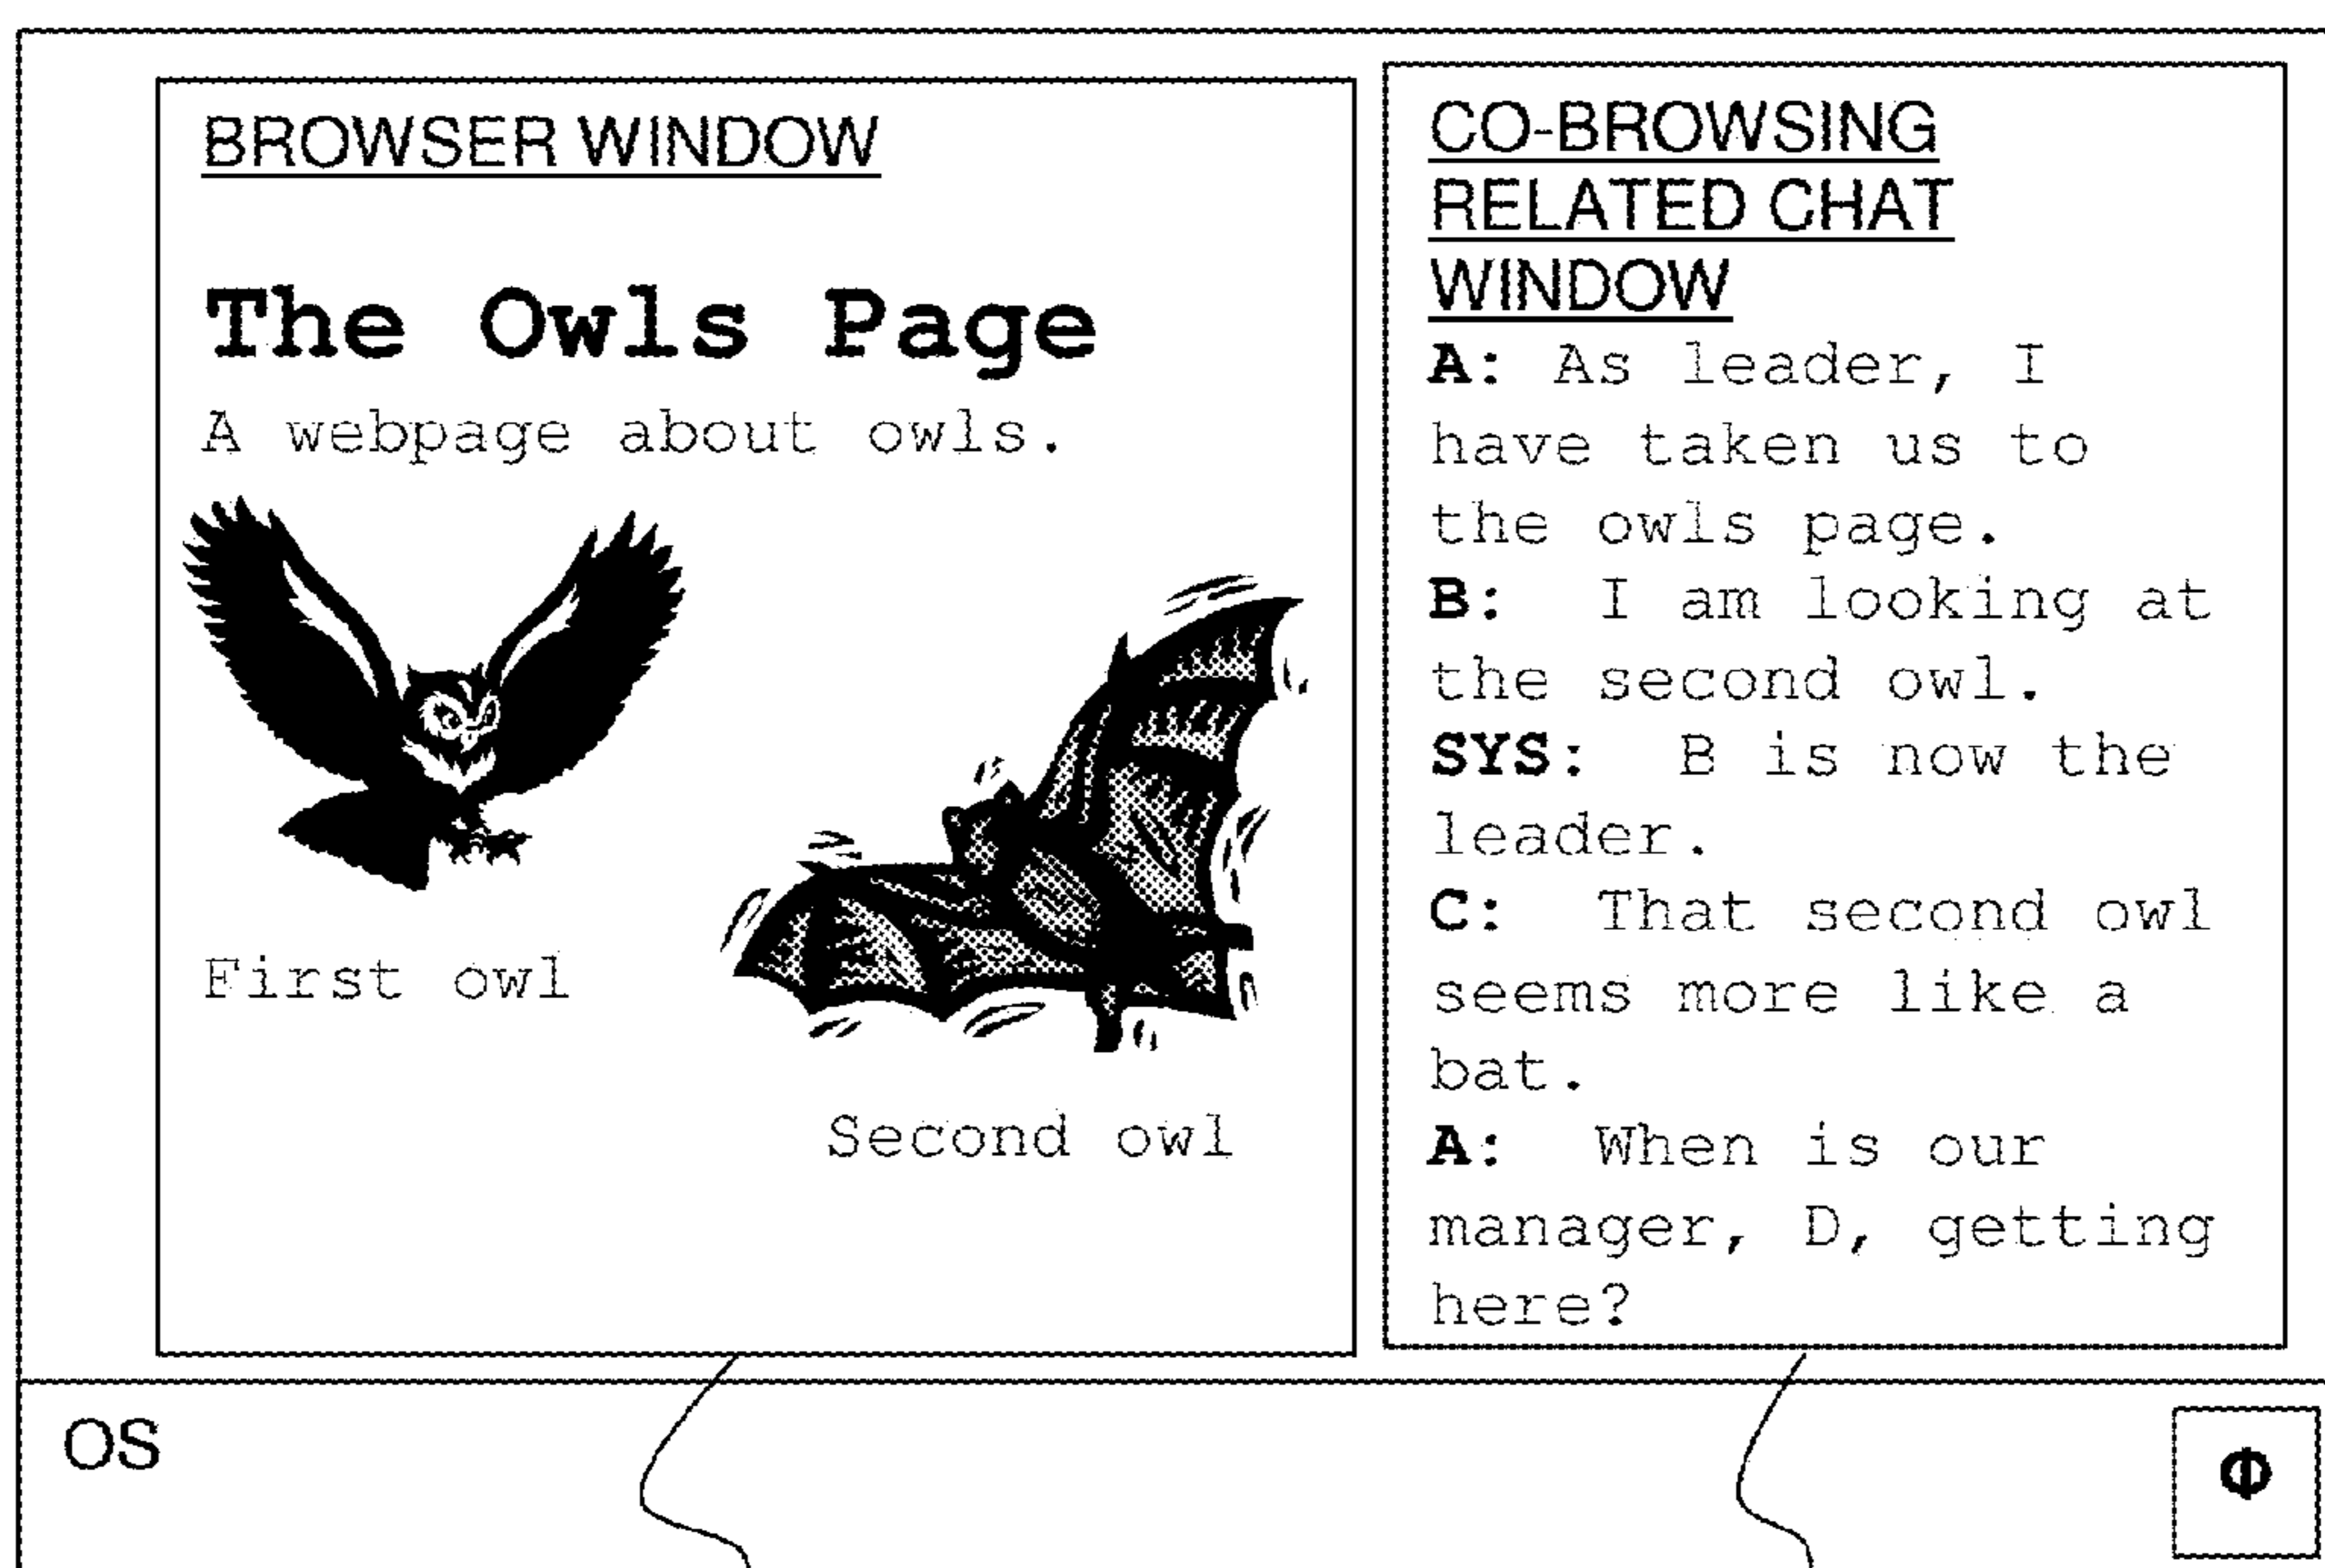 BROWSER WINDOW
The Owls Page
A webpage about owls.
First owl
Second owl
CO-BROWSING
RELATED CHAT
WINDOW
A: As leader, I
have taken us to
the owls page.
B: I am looking at
the second owl.
SYS: B is now the
leader.
C: That second owl
seems more like a
bat.
A: When is our
manager, D, getting
here?
OS
Φ